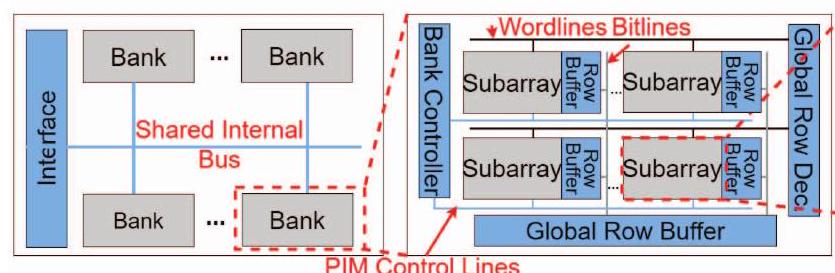 Interface
Bank ... Bank
Shared Internal
Bus
Bank ... Bank
Bank Controller
Wordlines Bitlines
Subarray Row Buffer ... Subarray Row Buffer
Subarray Row Buffer ... Subarray Row Buffer
Global Row Dec.
Global Row Buffer
PIM Control Lines